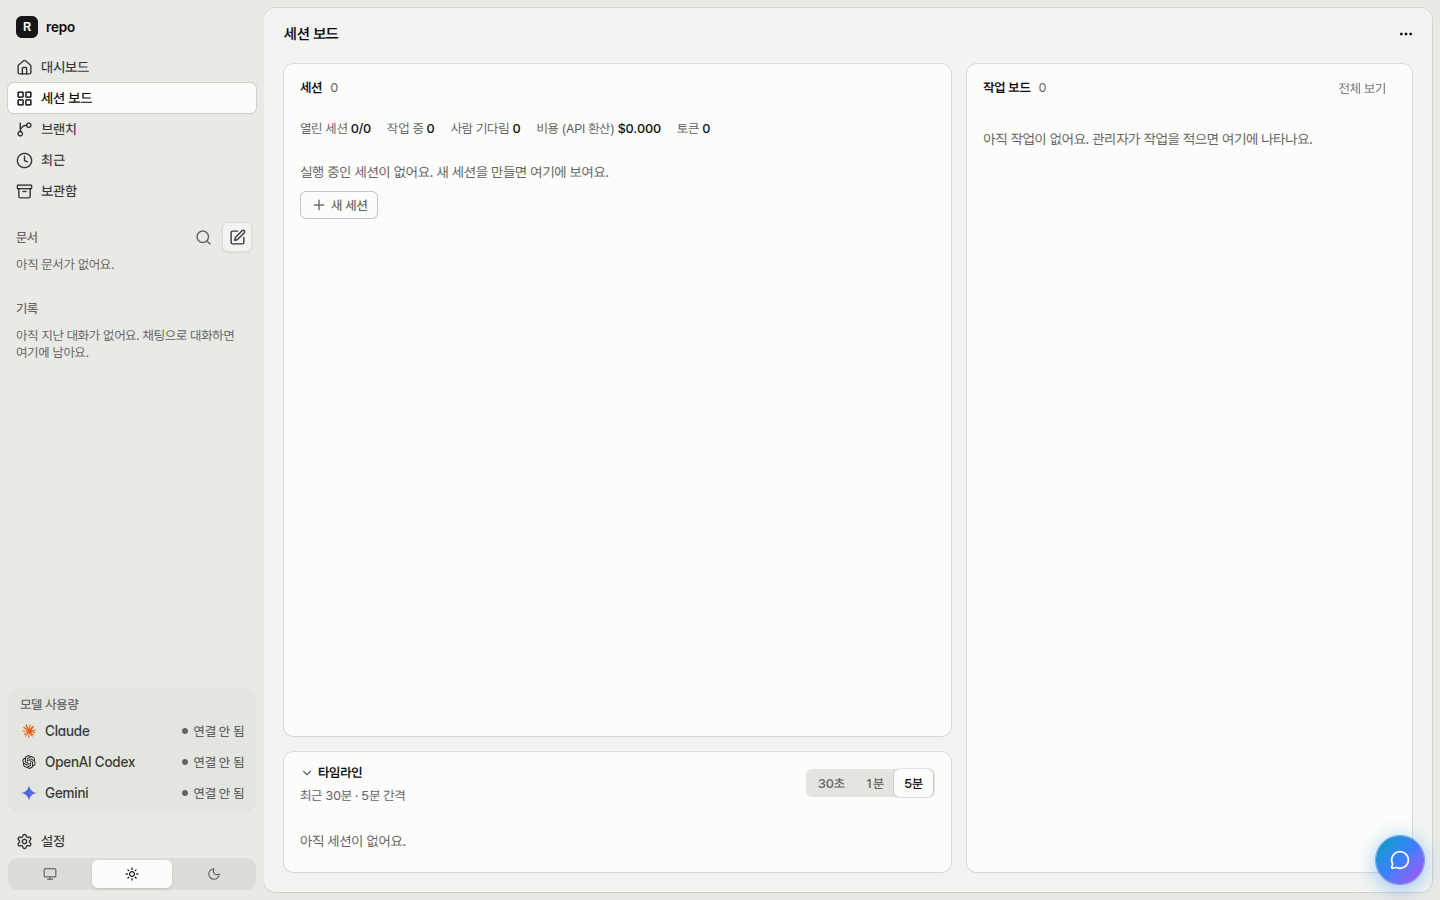 R repo
대시보드
세션 보드
브랜치
최근
보관함
문서
아직 문서가 없어요.
기록
아직 지난 대화가 없어요. 채팅으로 대화하면
여기에 남아요.
모델 사용량
Claude 연결 안 됨
OpenAI Codex 연결 안 됨
Gemini 연결 안 됨
설정
세션 보드
세션 0
열린 세션 0/0 작업 중 0 사람 기다림 0 비용 (API 환산) $0.000 토큰 0
실행 중인 세션이 없어요. 새 세션을 만들면 여기에 보여요.
새 세션
타임라인
최근 30분 · 5분 간격
30초 1분 5분
아직 세션이 없어요.
작업 보드 0 전체 보기
아직 작업이 없어요. 관리자가 작업을 적으면 여기에 나타나요.